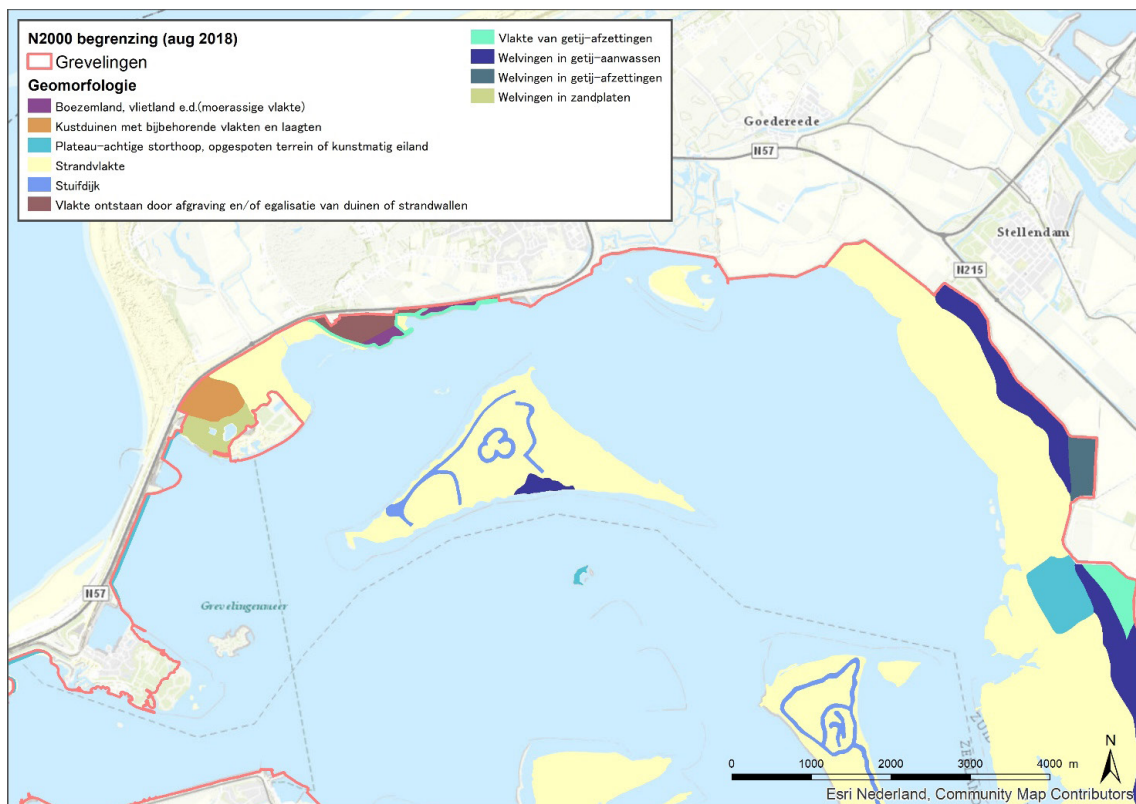 N2000 begrenzing (aug 2018)
Grevelingen
Geomorfologie
Boezemland, vlietland e.d.(moerassige vlakte)
Kustduinen met bijbehorende vlakten en laagten
Plateau-achtige storthoop, opgespoten terrein of kunstmatig eiland
Strandvlakte
Stuifdijk
Vlakte ontstaan door afgraving en/of egalisatie van duinen of strandwallen
Vlakte van getij-afzettingen
Welvingen in getij-aanwassen
Welvingen in getij-afzettingen
Welvingen in zandplaten
Goedereede
N57
Stellendam
N215
N57
Grevelingenmeer
ZUID
ZEELAND
N
0 1000 2000 3000 4000 m
Esri Nederland, Community Map Contributors